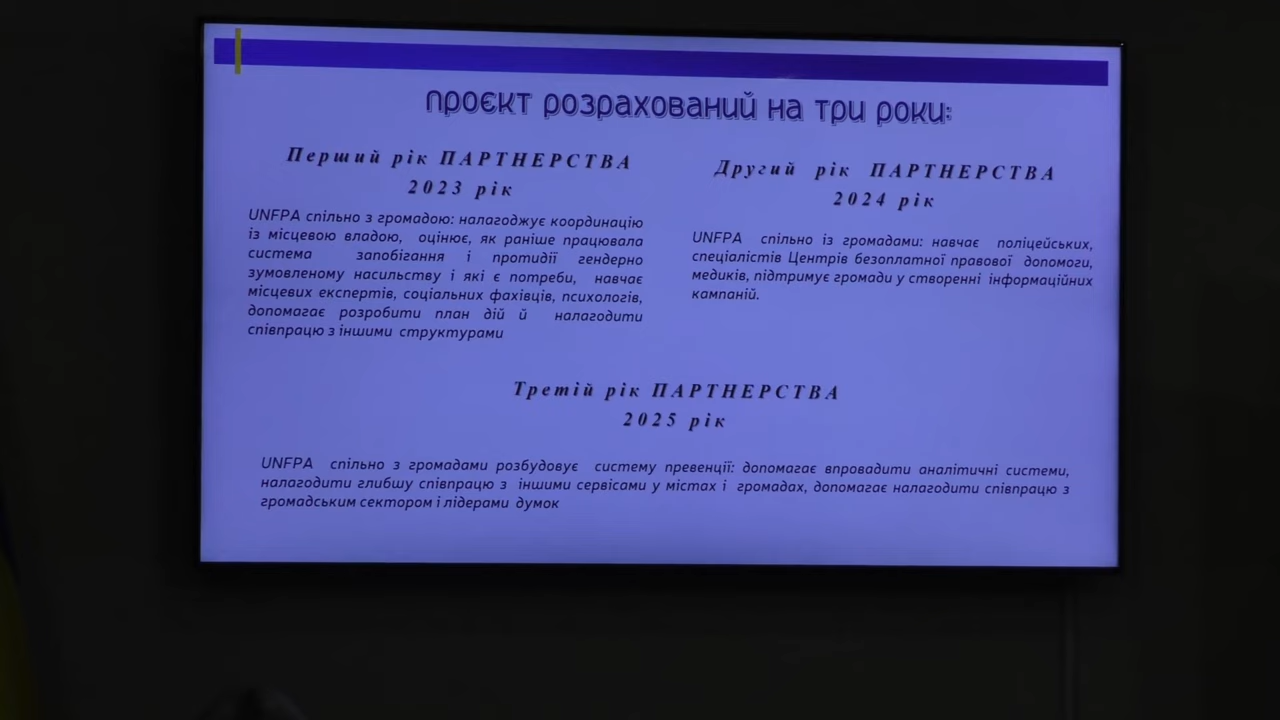 проєкт розрахований на три роки:
Перший рік ПАРТНЕРСТВА
2023 рік
UNFPA спільно з громадою: налагоджує координацію
із місцевою владою, оцінює, як раніше працювала
система запобігання і протидії гендерно
зумовленому насильству і які є потреби, навчає
місцевих експертів, соціальних фахівців, психологів,
допомагає розробити план дій й налагодити
співпрацю з іншими структурами
Другий рік ПАРТНЕРСТВА
2024 рік
UNFPA спільно із громадами: навчає поліцейських,
спеціалістів Центрів безоплатної правової допомоги,
медиків, підтримує громади у створенні інформаційних
кампаній.
Третій рік ПАРТНЕРСТВА
2025 рік
UNFPA спільно з громадами розбудовує систему превенції: допомагає впровадити аналітичні системи,
налагодити глибшу співпрацю з іншими сервісами у містах і громадах, допомагає налагодити співпрацю з
громадським сектором і лідерами думок